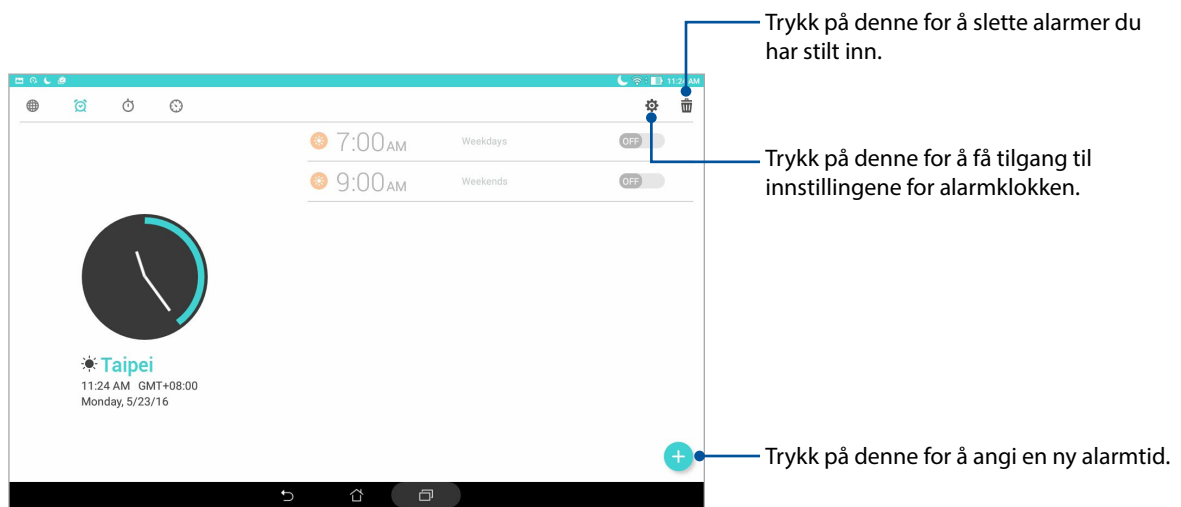 Trykk på denne for å slette alarmer du
har stilt inn.
11:24 AM
7:00AM Weekdays OFF
9:00AM Weekends OFF
Trykk på denne for å få tilgang til
innstillingene for alarmklokken.
Taipei
11:24 AM GMT+08:00
Monday, 5/23/16
Trykk på denne for å angi en ny alarmtid.